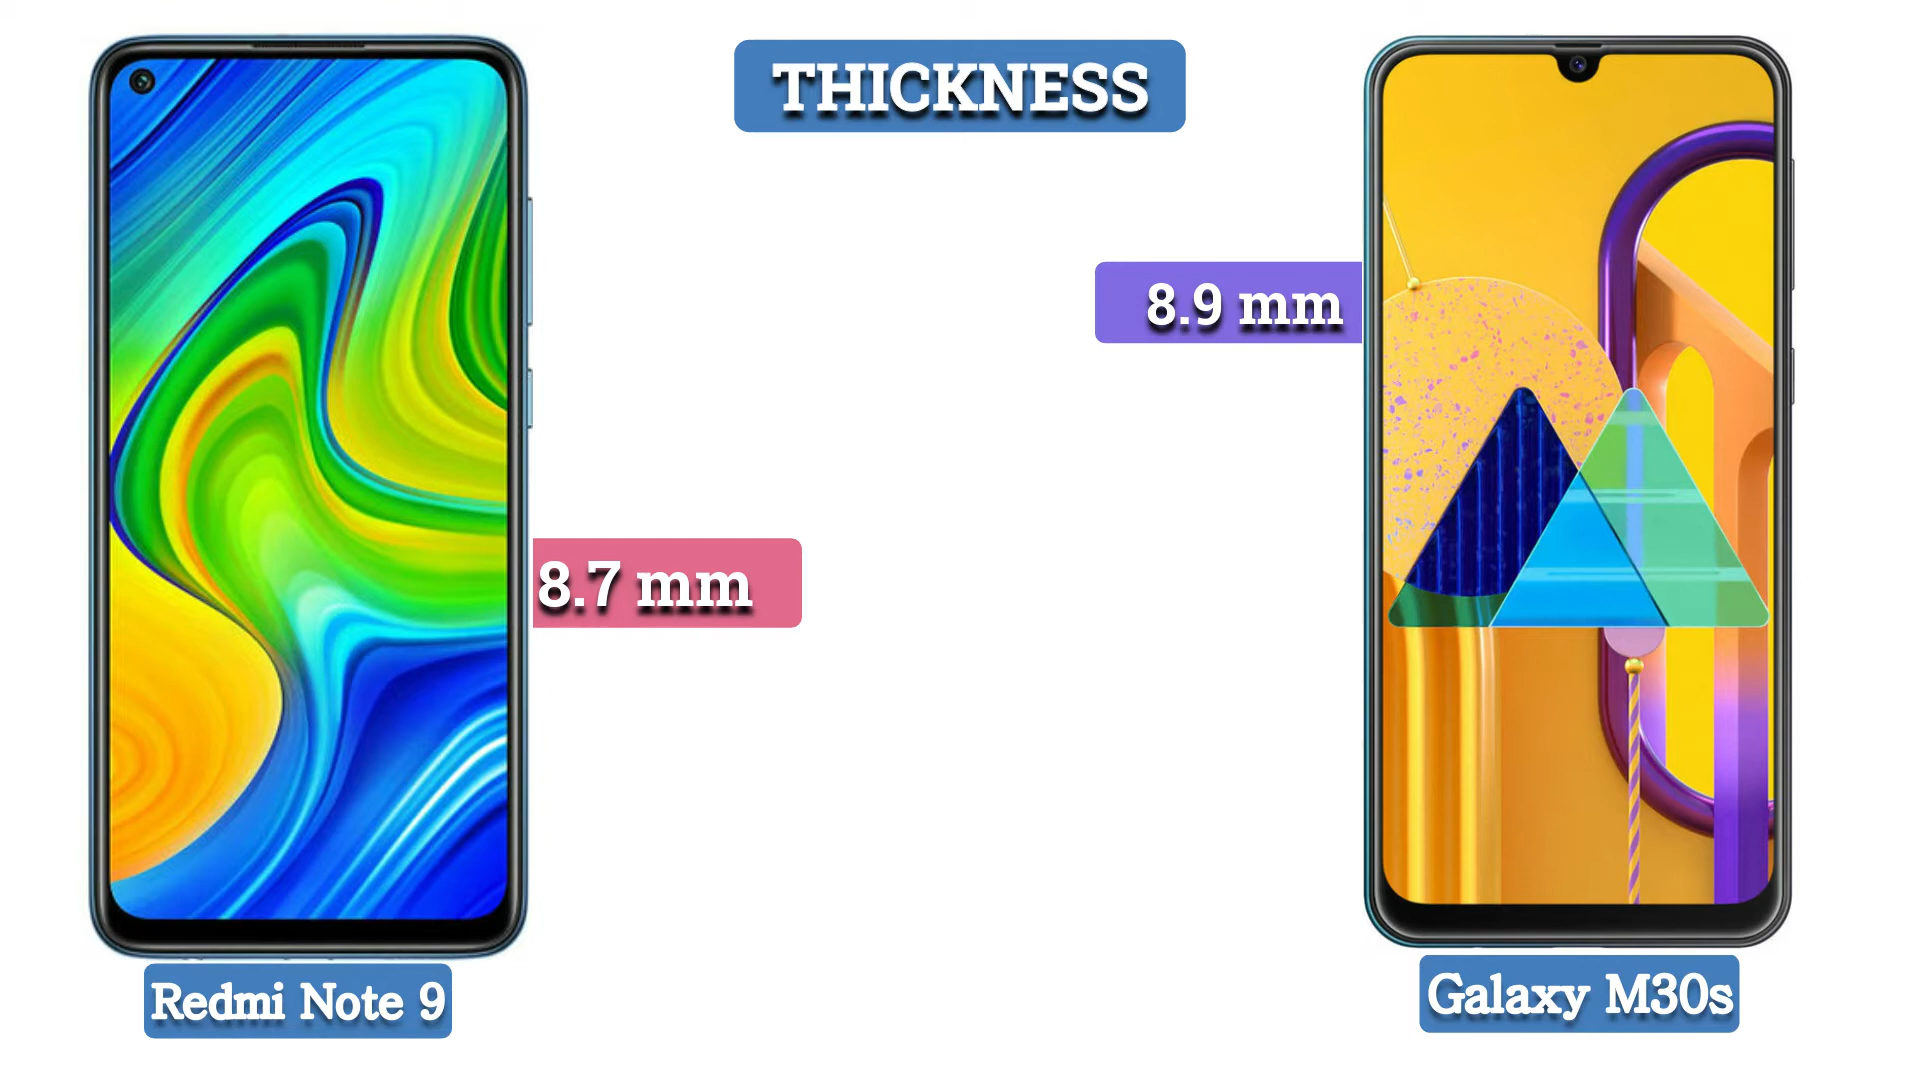 THICKNESS
8.9 mm
8.7 mm
Redmi Note 9
Galaxy M30s